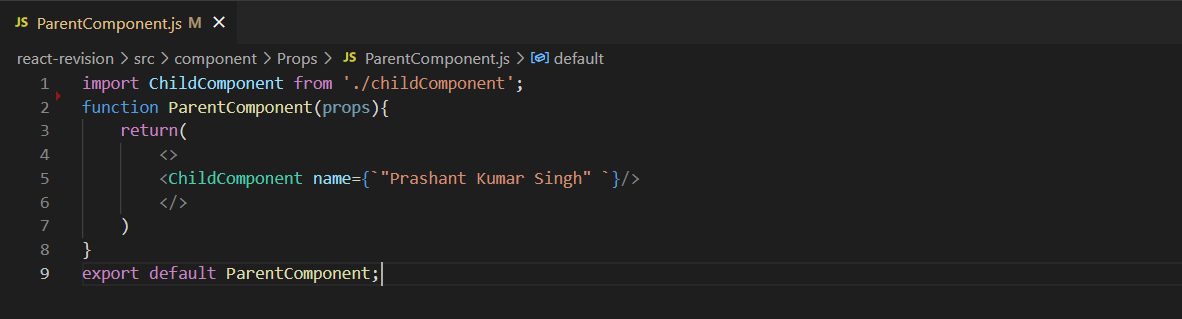 JS ParentComponent.js M ×
react-revision > src > component > Props > JS ParentComponent.js > default
1 import ChildComponent from './childComponent';
2 function ParentComponent(props){
3     return(
4         <>
5         <ChildComponent name={`"Prashant Kumar Singh" `}/>
6         </>
7     )
8 }
9 export default ParentComponent;